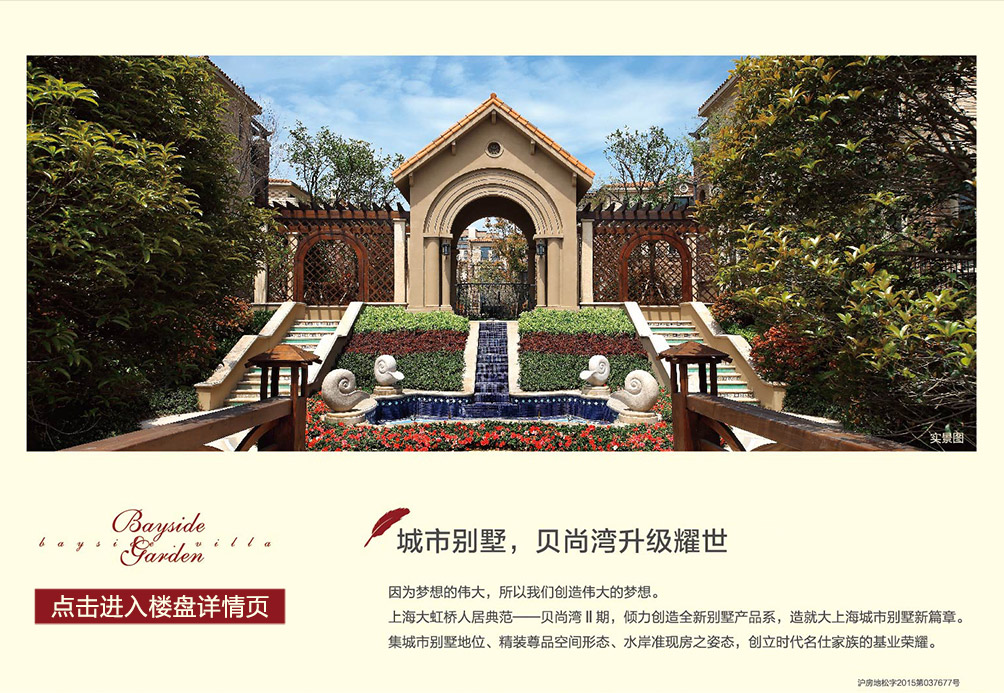 实景图
Bayside
bayside villa
Garden
点击进入楼盘详情页
城市别墅，贝尚湾升级耀世
因为梦想的伟大，所以我们创造伟大的梦想。
上海大虹桥人居典范——贝尚湾Ⅱ期，倾力创造全新别墅产品系，造就大上海城市别墅新篇章。
集城市别墅地位、精装尊品空间形态、水岸准现房之姿态，创立时代名仕家族的基业荣耀。
沪房地松字2015第037677号